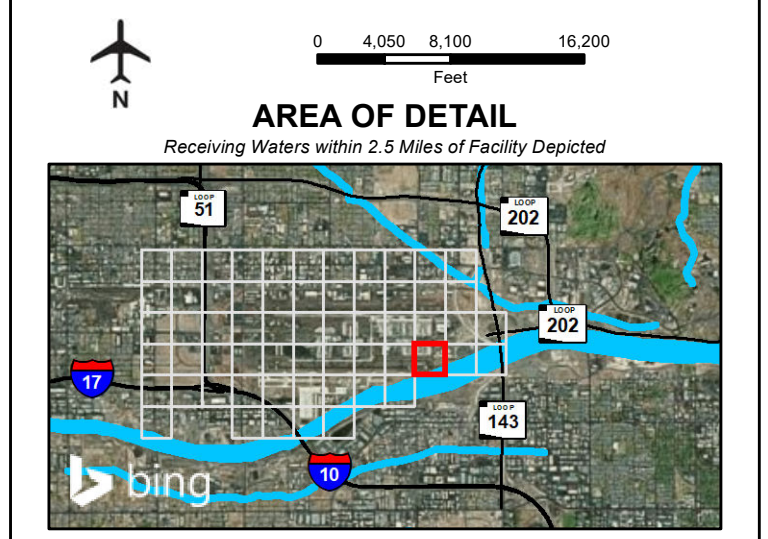 N
0 4,050 8,100 16,200
Feet
AREA OF DETAIL
Receiving Waters within 2.5 Miles of Facility Depicted
LOOP
51
LOOP
202
LOOP
202
17
LOOP
143
10
bing